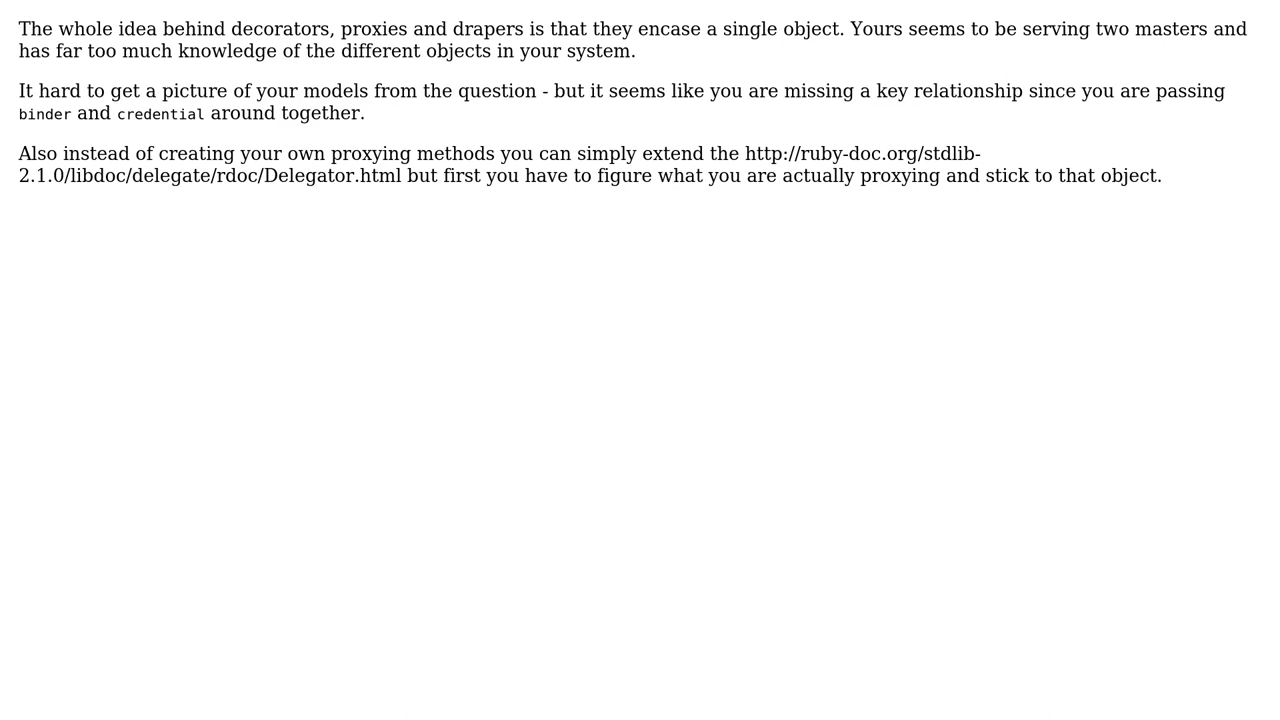 The whole idea behind decorators, proxies and drapers is that they encase a single object. Yours seems to be serving two masters and
has far too much knowledge of the different objects in your system.
It hard to get a picture of your models from the question - but it seems like you are missing a key relationship since you are passing
binder and credential around together.
Also instead of creating your own proxying methods you can simply extend the http://ruby-doc.org/stdlib-
2.1.0/libdoc/delegate/rdoc/Delegator.html but first you have to figure what you are actually proxying and stick to that object.